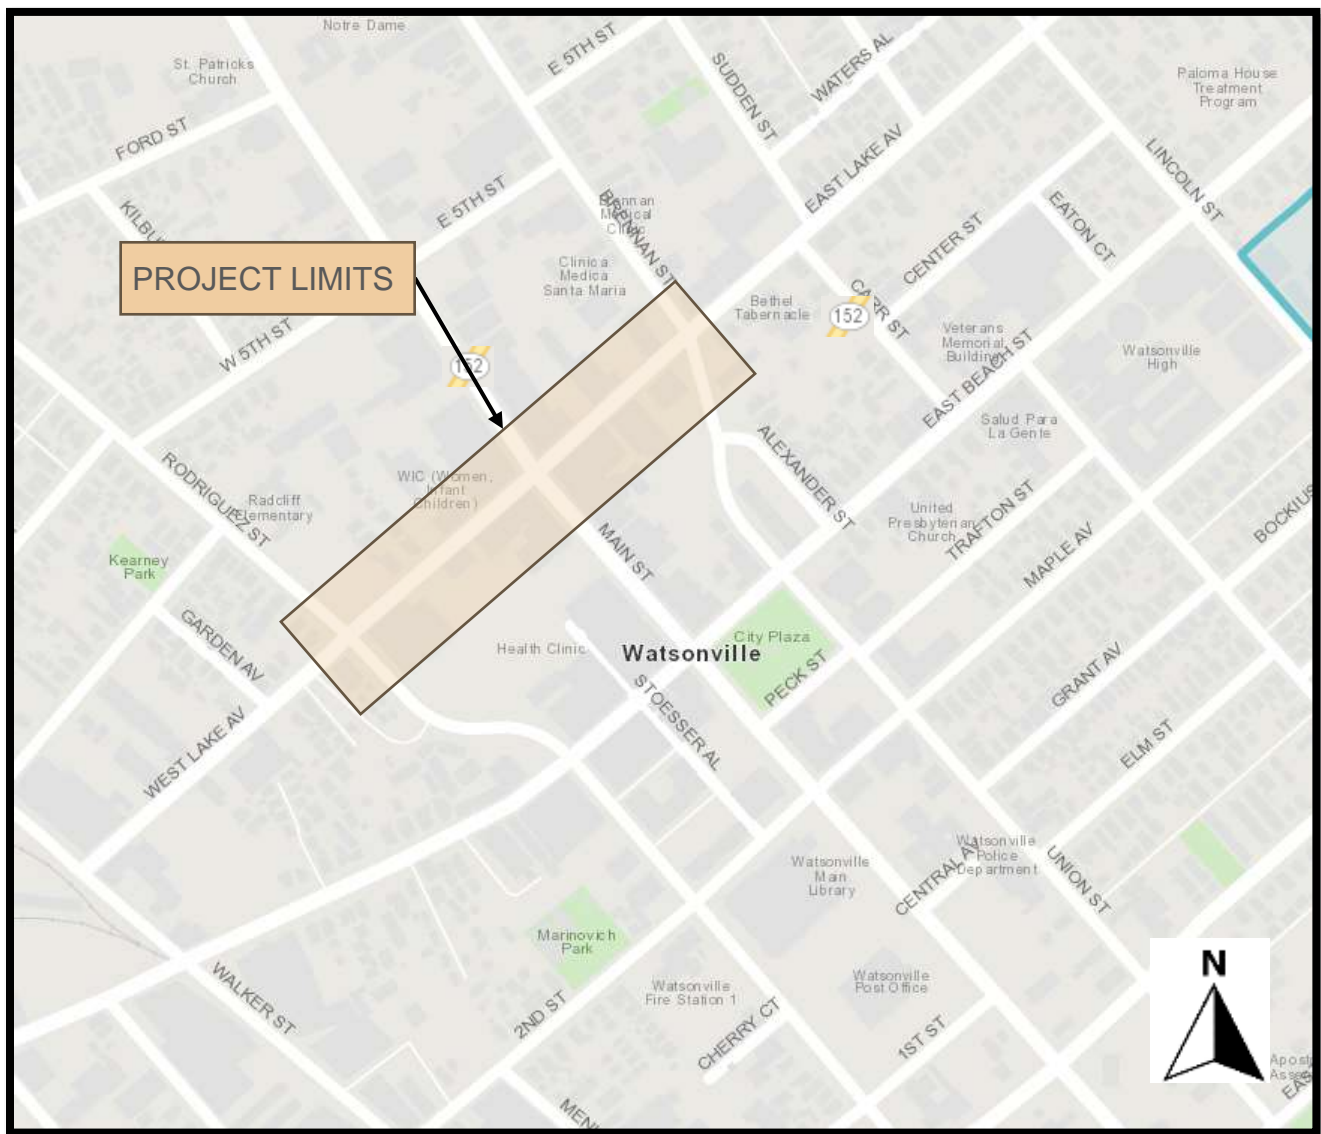 Notre Dame
E 5TH ST
St. Patricks
Church
SUDDEN ST
WATERS AL
Paloma House
Treatment
Program
FORD ST
EAST LAKE AV
LINCOLN ST
E 5TH ST
Brennan
Medical
Clinic
BRENNAN ST
EATON CT
CENTER ST
PROJECT LIMITS
Clinica
Medica
Santa Maria
Bethel
Tabernacle
152
CARR ST
Veterans
Memorial
Building
EAST BEACH ST
Watsonville
High
W 5TH ST
152
Salud Para
La Gente
ALEXANDER ST
RODRIGUEZ ST
Radcliff
Elementary
WIC (Women,
Infant
Children)
United
Presbyterian
Church
TRAFTON ST
BOCKIUS
MAPLE AV
MAIN ST
Kearney
Park
GARDEN AV
Health Clinic
Watsonville
City Plaza
PECK ST
GRANT AV
STOESSER AL
WEST LAKE AV
ELM ST
Watsonville
Main
Library
CENTRAL AV
Watsonville
Police
Department
UNION ST
Marinovich
Park
WALKER ST
2ND ST
Watsonville
Fire Station 1
Watsonville
Post Office
CHERRY CT
1ST ST
N